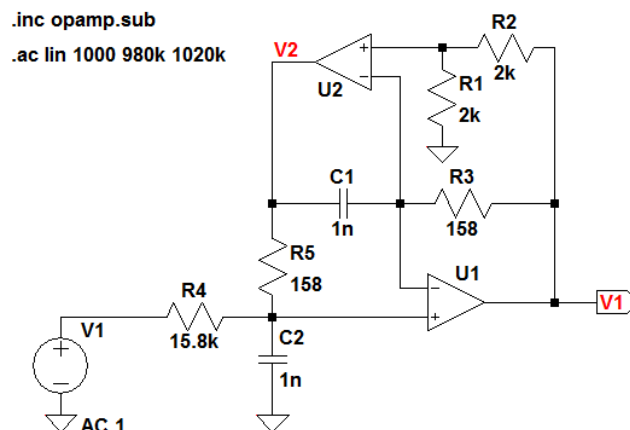 .inc opamp.sub
.ac lin 1000 980k 1020k
V2
U2
R2
2k
R1
2k
C1
1n
R3
158
R5
158
U1
R4
15.8k
V1
C2
1n
V1
AC 1